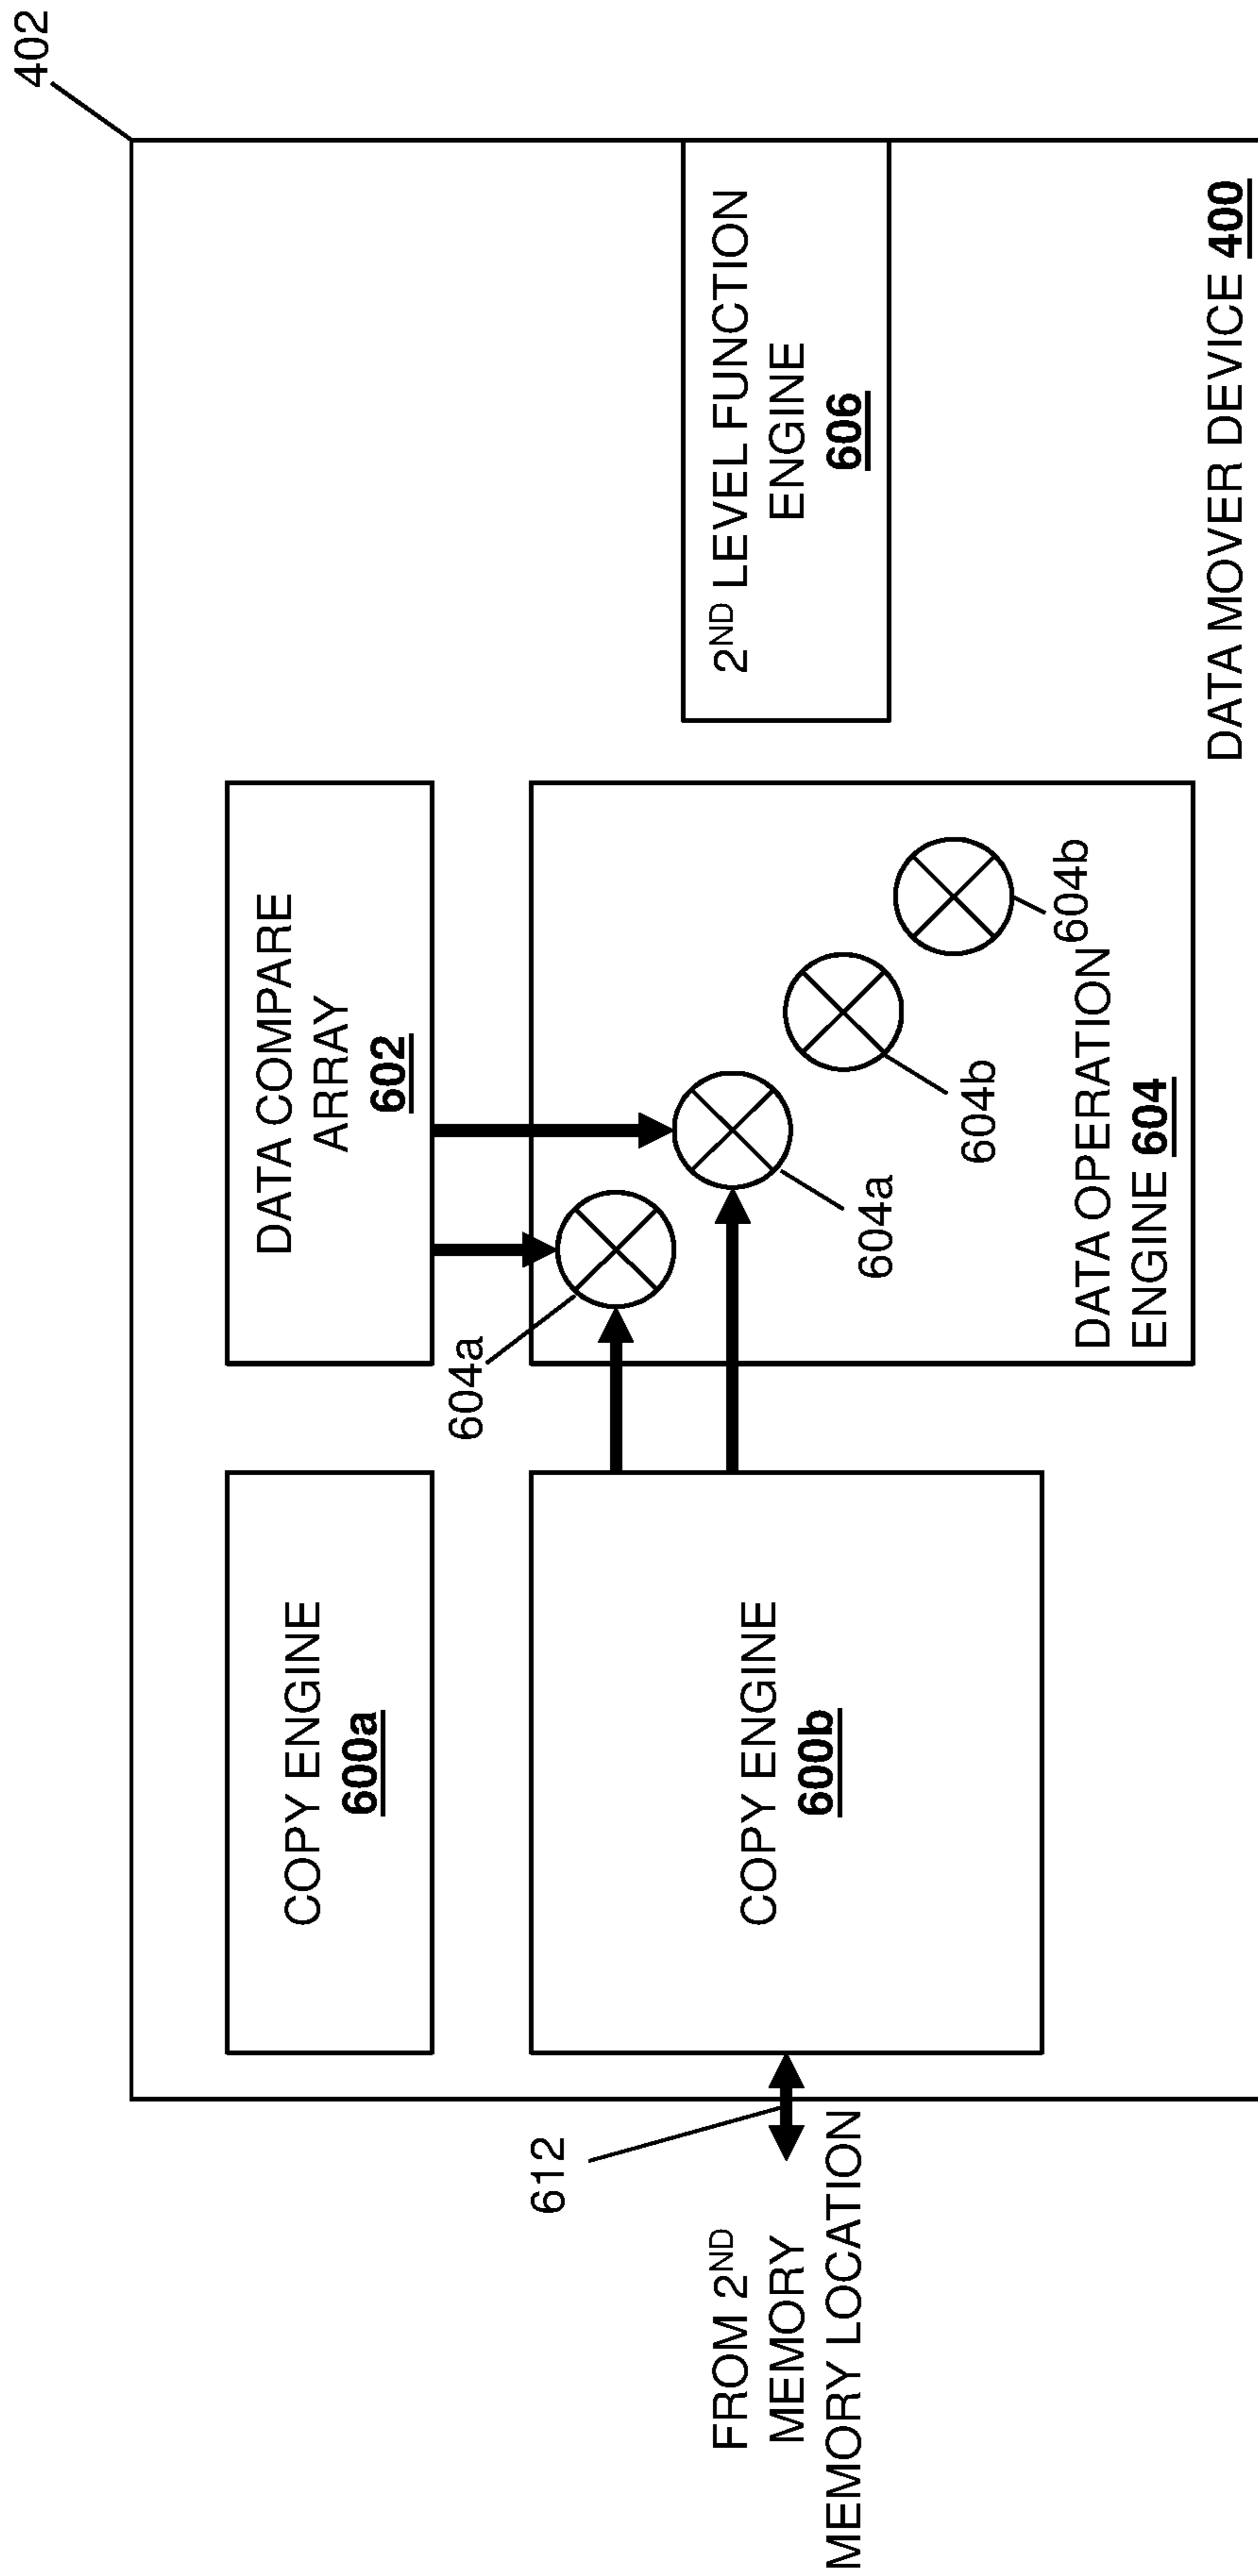 402
COPY ENGINE
600a
DATA COMPARE
ARRAY
602
604a
612
FROM 2ND
MEMORY
MEMORY LOCATION
COPY ENGINE
600b
604a
604b
604b
DATA OPERATION
ENGINE 604
2ND LEVEL FUNCTION
ENGINE
606
DATA MOVER DEVICE 400